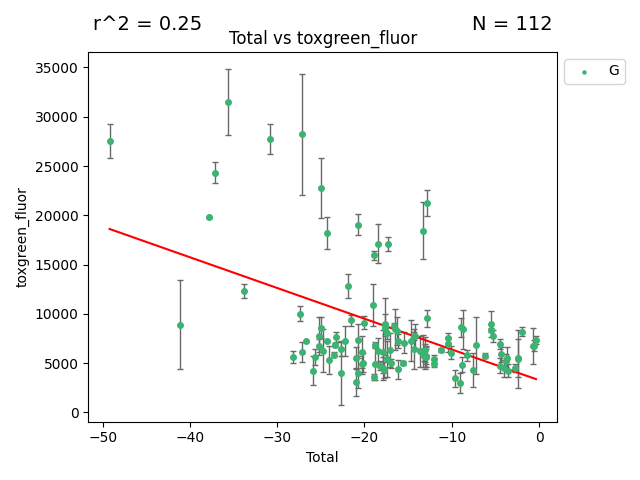 r^2 = 0.25 N = 112
Total vs toxgreen_fluor
G
35000
30000
25000
20000
15000
10000
5000
0
toxgreen_fluor
−50 −40 −30 −20 −10 0
Total